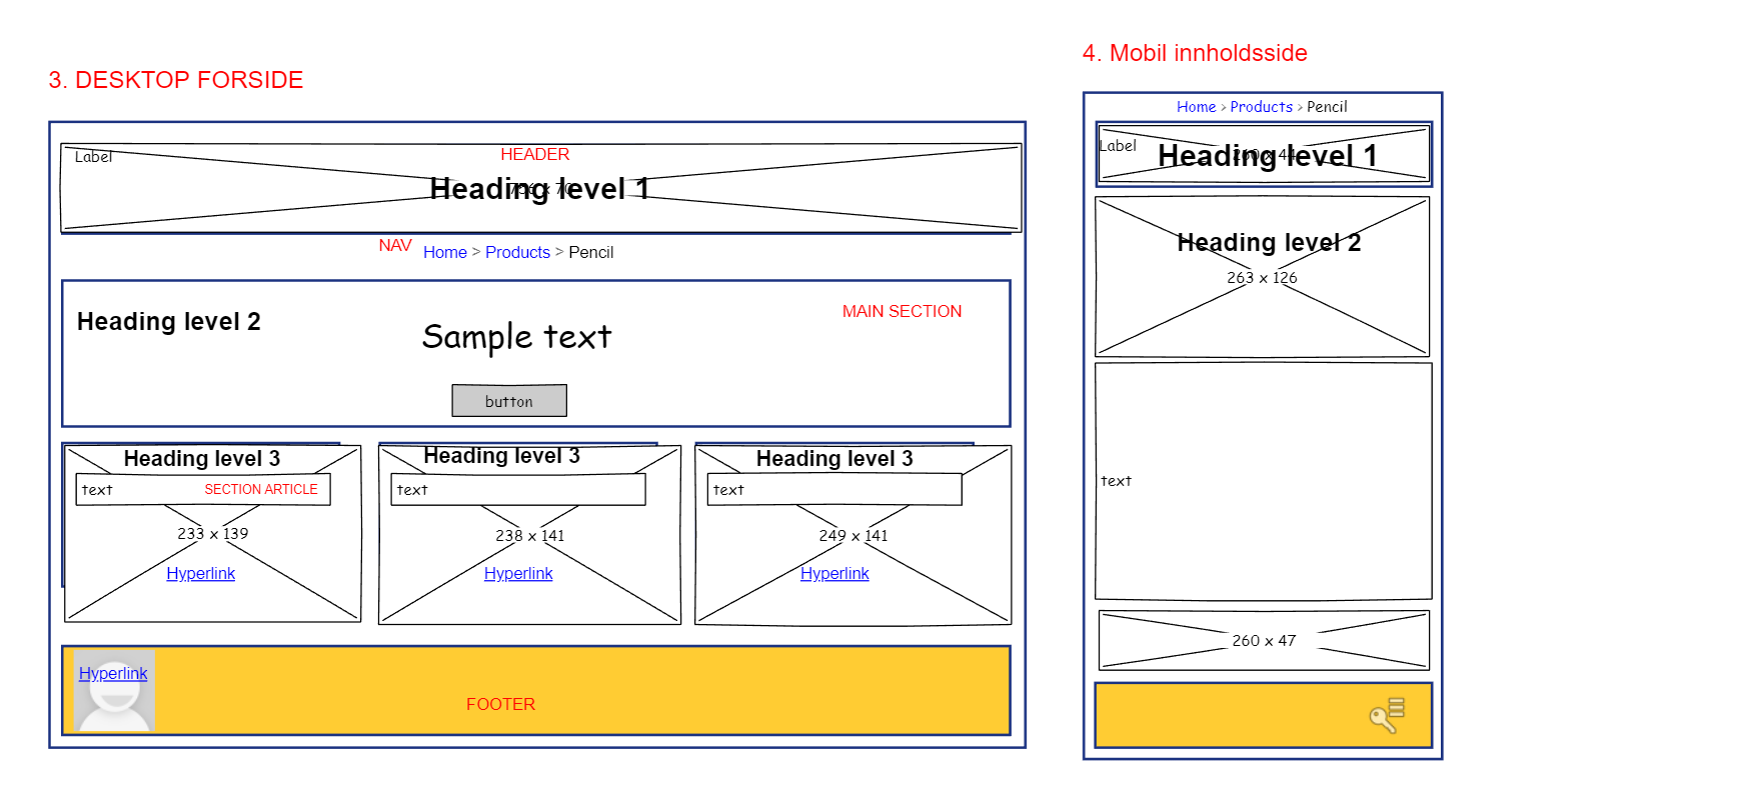 3. DESKTOP FORSIDE
Label
HEADER
Heading level 1
NAV
Home > Products > Pencil
Heading level 2
Sample text
MAIN SECTION
button
Heading level 3
text
SECTION ARTICLE
233 x 139
Hyperlink
Heading level 3
text
238 x 141
Hyperlink
Heading level 3
text
249 x 141
Hyperlink
Hyperlink
FOOTER
4. Mobil innholdsside
Home > Products > Pencil
Label
Heading level 1
260 x 44
Heading level 2
263 x 126
text
260 x 47